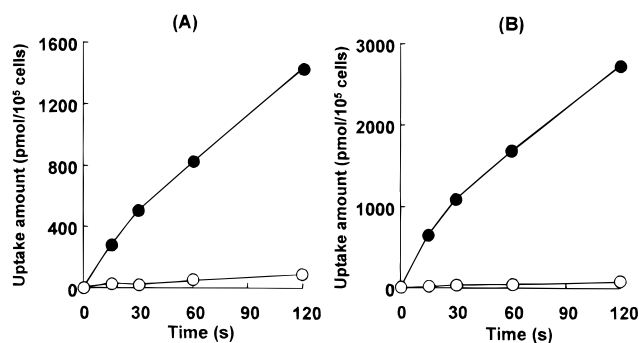 (A)
Uptake amount (pmol/10⁵ cells)
1600
1200
800
400
0
0 30 60 90 120
Time (s)
(B)
Uptake amount (pmol/10⁵ cells)
3000
2000
1000
0
0 30 60 90 120
Time (s)